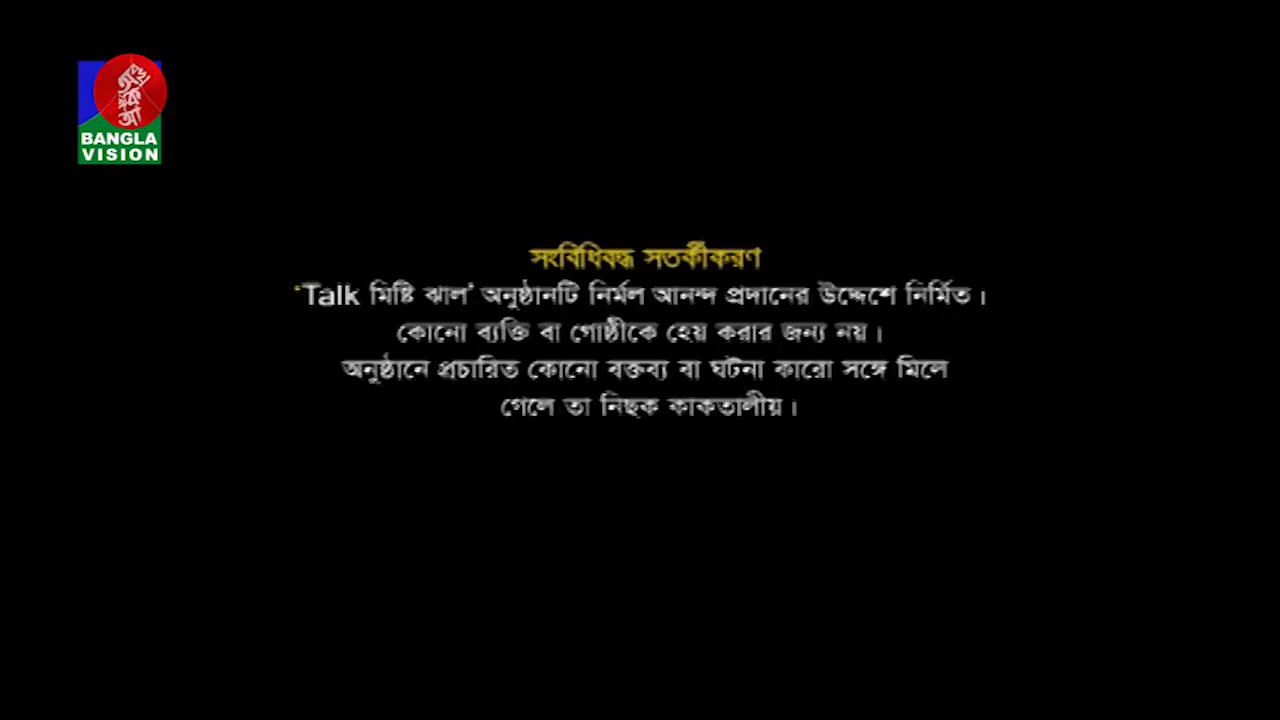 BANGLA
VISION
সংবিধিবদ্ধ সতর্কীকরণ
‘Talk মিষ্টি ঝাল’ অনুষ্ঠানটি নির্মল আনন্দ প্রদানের উদ্দেশে নির্মিত।
কোনো ব্যক্তি বা গোষ্ঠীকে হেয় করার জন্য নয়।
অনুষ্ঠানে প্রচারিত কোনো বক্তব্য বা ঘটনা কারো সঙ্গে মিলে
গেলে তা নিছক কাকতালীয়।